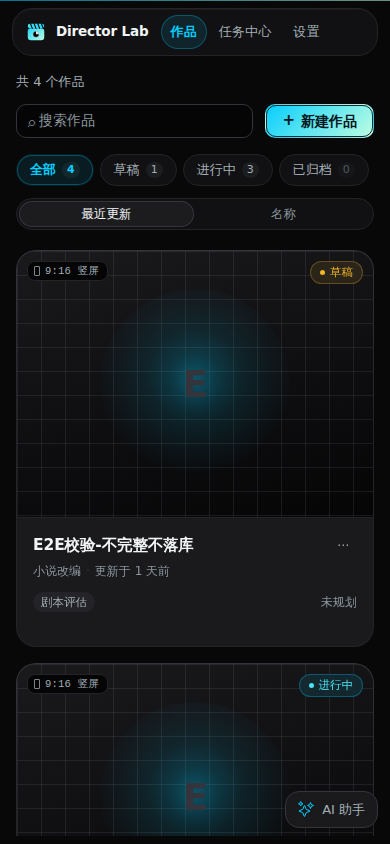 Director Lab 作品 任务中心 设置
共 4 个作品
搜索作品 + 新建作品
全部 4 草稿 1 进行中 3 已归档 0
最近更新 名称
9:16 竖屏 草稿
E
E2E校验-不完整不落库 ...
小说改编 · 更新于 1 天前
剧本评估 未规划
9:16 竖屏 进行中
E
AI 助手